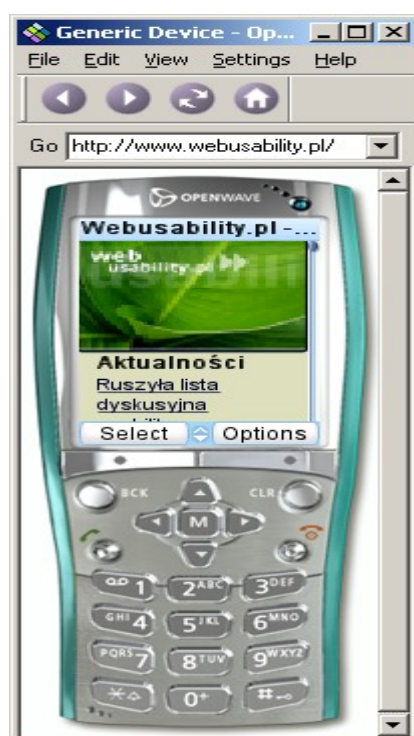 Generic Device - Op...
File Edit View Settings Help
Go http://www.webusability.pl/
OPENWAVE
Webusability.pl -...
web
usability.pl
Aktualności
Ruszyła lista
dyskusyjna
Select Options
BCK CLR
M
1 2ABC 3DEF
GHI4 5JKL 6MNO
PQRS7 8TUV 9WXYZ
* 0+ #